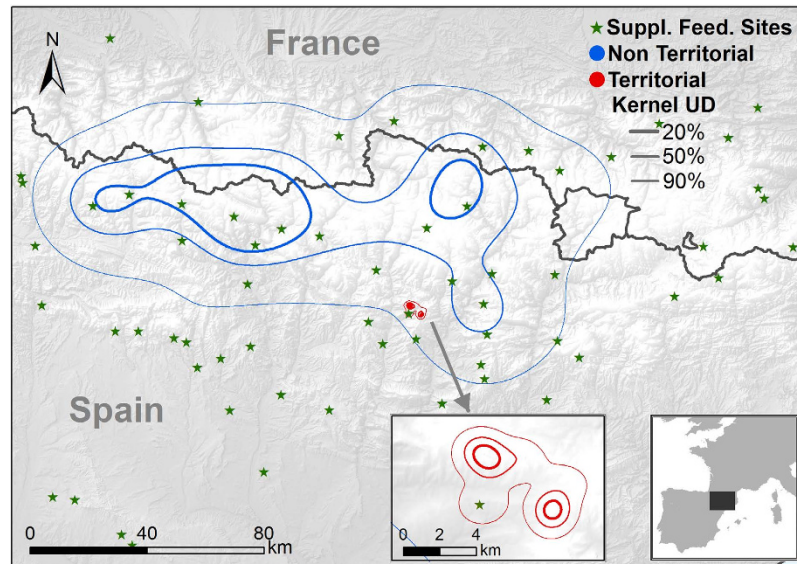 France
N
Suppl. Feed. Sites
Non Territorial
Territorial
Kernel UD
20%
50%
90%
Spain
0 40 80
km
0 2 4
km